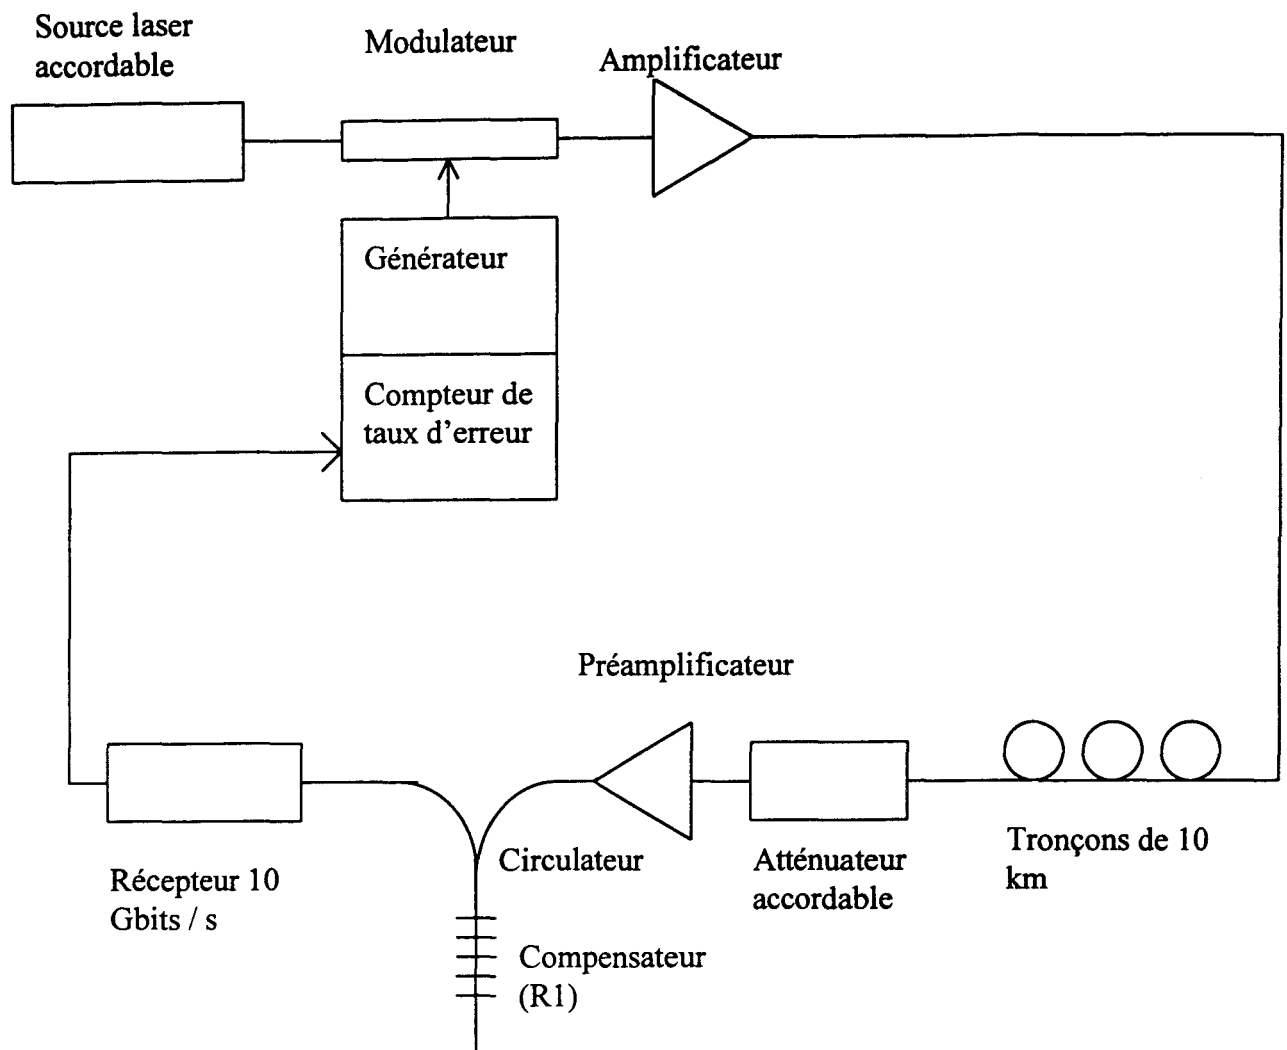 Source laser
accordable
Modulateur
Amplificateur
Générateur
Compteur de
taux d'erreur
Préamplificateur
Récepteur 10
Gbits / s
Circulateur
Compensateur
(R1)
Atténuateur
accordable
Tronçons de 10
km